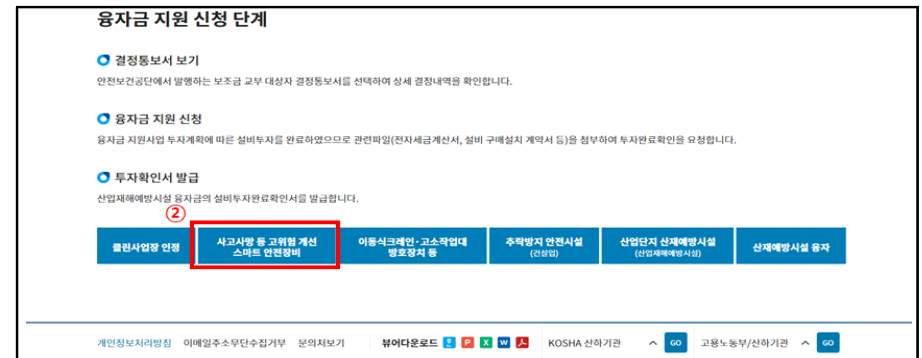 융자금 지원 신청 단계
결정통보서 보기
안전보건공단에서 발행하는 보조금 교부 대상자 결정통보서를 선택하여 상세 결정내역을 확인합니다.
융자금 지원 신청
융자금 지원사업 투자계획에 따른 설비투자를 완료하였으므로 관련파일(전자세금계산서, 설비 구매설치 계약서 등)을 첨부하여 투자완료확인을 요청합니다.
투자확인서 발급
산업재해예방시설 융자금의 설비투자완료확인서를 발급합니다.
②
클린사업장 인정
사고사망 등 고위험 개선
스마트 안전장비
이동식크레인·고소작업대
방호장치 등
추락방지 안전시설
(건설업)
산업단지 산재예방시설
(산업재해예방시설)
산재예방시설 융자
개인정보처리방침 이메일주소무단수집거부 문의처보기 뷰어다운로드 P X W KOSHA 산하기관 GO 고용노동부/산하기관 GO